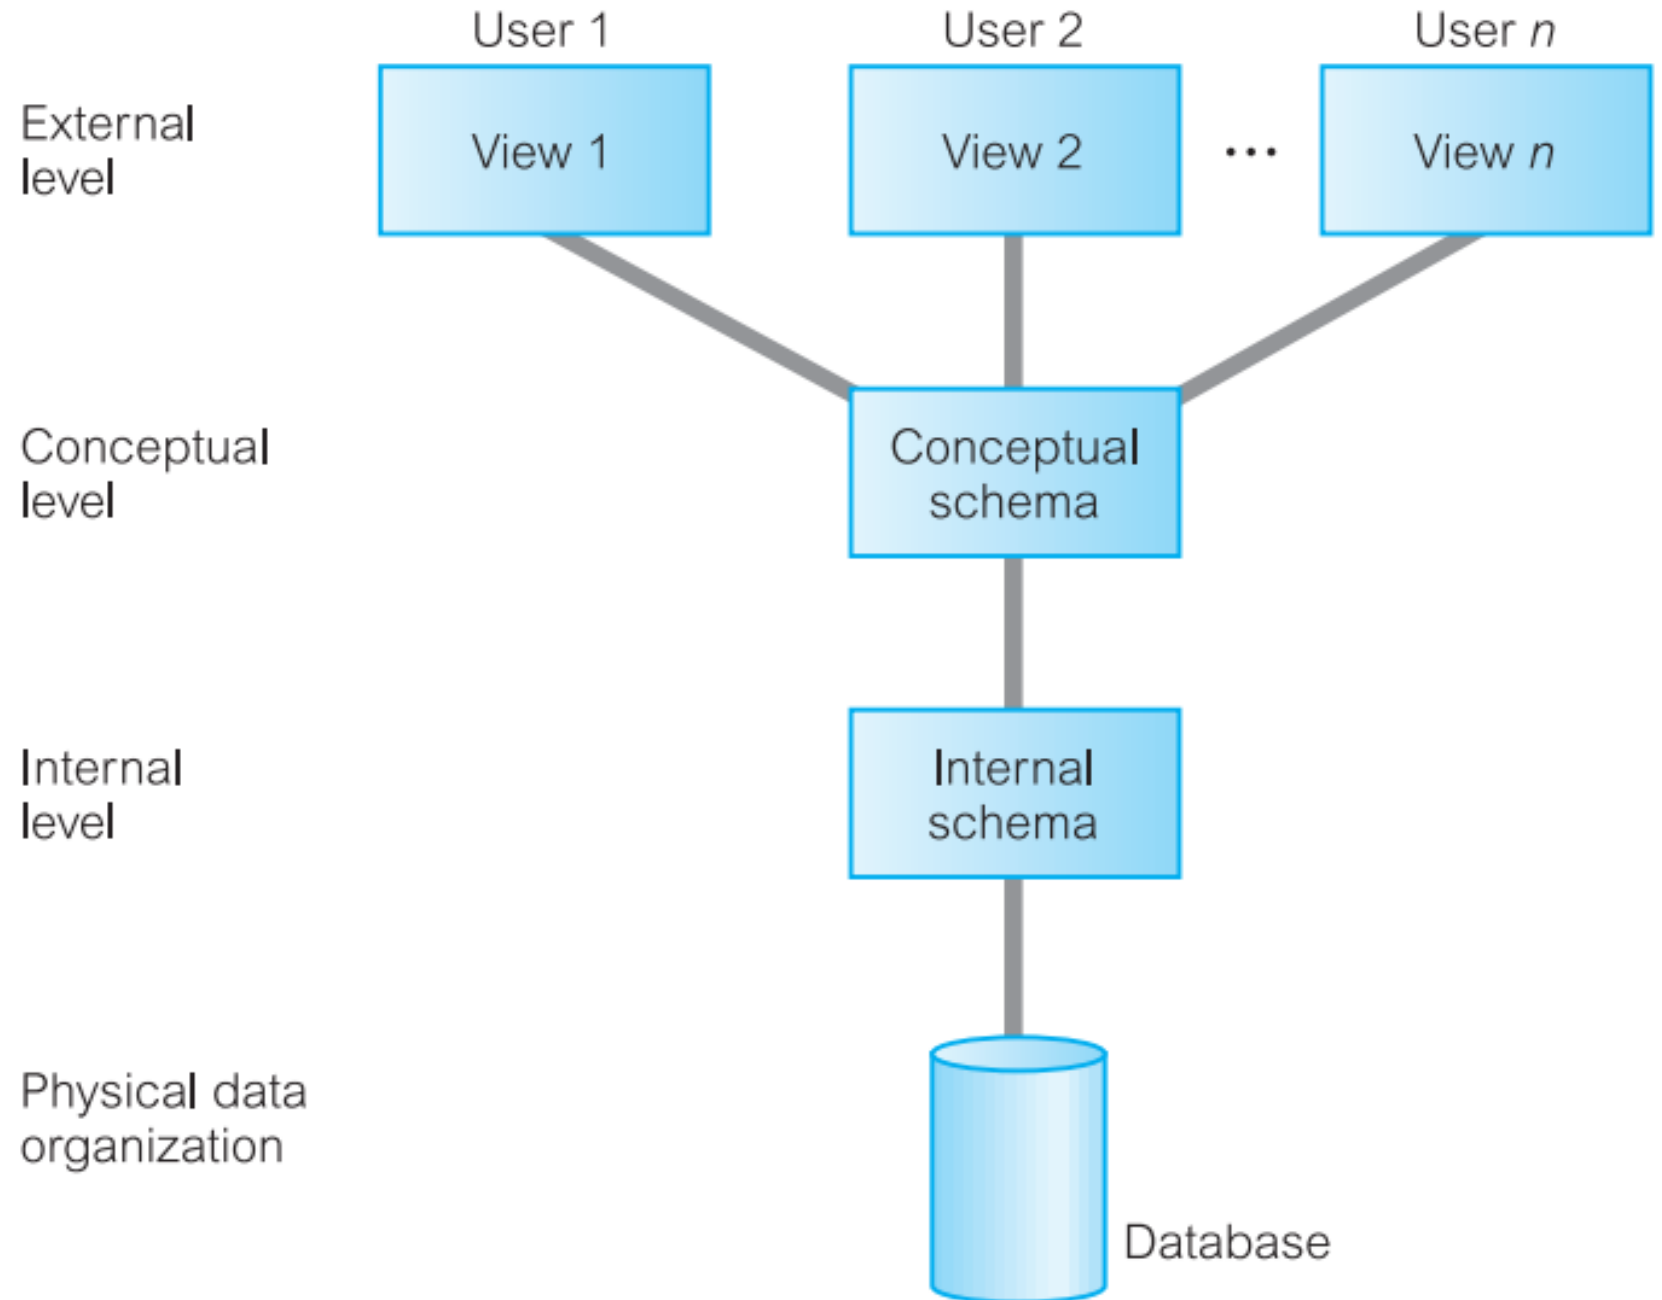 User 1
User 2
User n
External
level
View 1
View 2
...
View n
Conceptual
level
Conceptual
schema
Internal
level
Internal
schema
Physical data
organization
Database